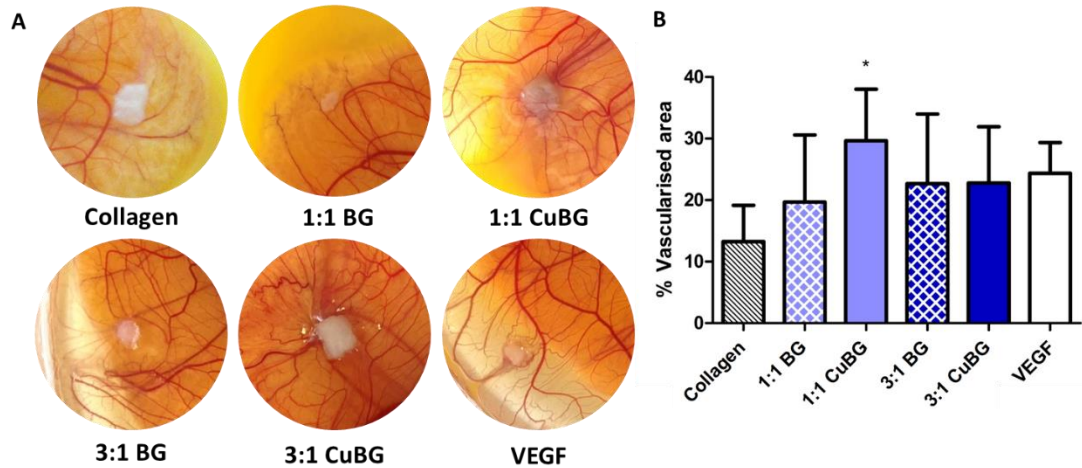 A
Collagen
1:1 BG
1:1 CuBG
3:1 BG
3:1 CuBG
VEGF
B
% Vascularised area
40
30
20
10
0
*
Collagen
1:1 BG
1:1 CuBG
3:1 BG
3:1 CuBG
VEGF